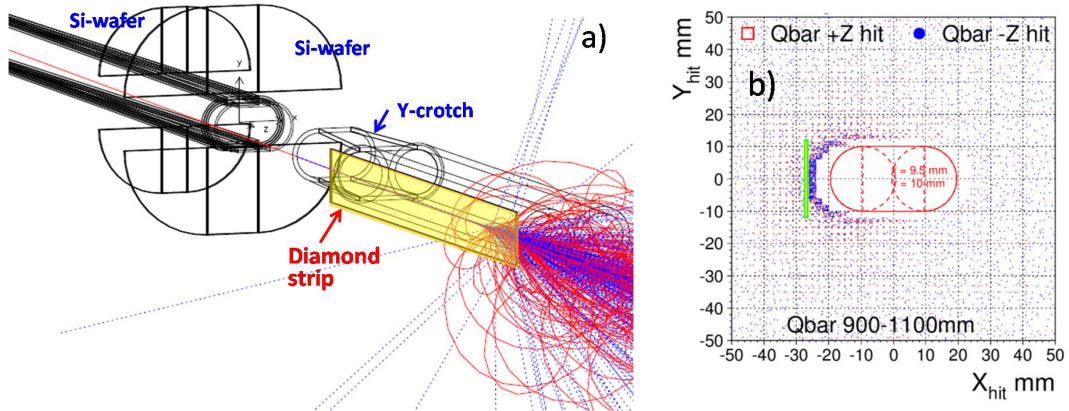 Si-wafer
Si-wafer
a)
Y-crotch
y
x
z
Diamond
strip
b)
Y_hit mm
Qbar +Z hit
Qbar -Z hit
50
40
30
20
10
0
-10
-20
-30
-40
-50
= 9.5 mm
= 10 mm
Qbar 900-1100mm
-50 -40 -30 -20 -10 0 10 20 30 40 50
X_hit mm